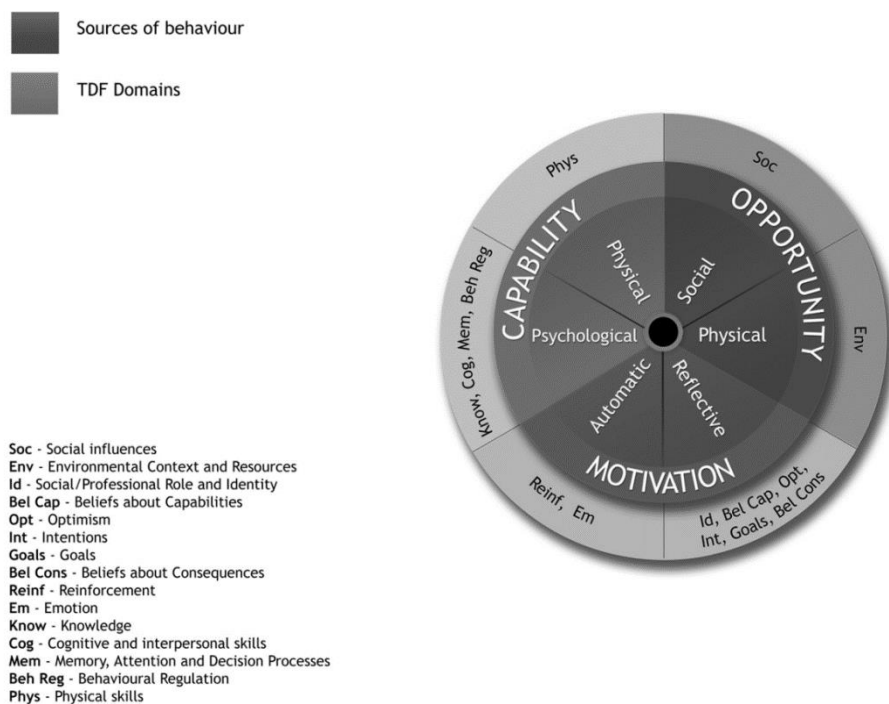 Sources of behaviour
TDF Domains
Phys
Soc
CAPABILITY
OPPORTUNITY
Physical
Social
Know, Cog, Mem, Beh Reg
Psychological
Physical
Env
Automatic
Reflective
MOTIVATION
Reinf, Em
Id, Bel Cap, Opt,
Int, Goals, Bel Cons
Soc - Social influences
Env - Environmental Context and Resources
Id - Social/Professional Role and Identity
Bel Cap - Beliefs about Capabilities
Opt - Optimism
Int - Intentions
Goals - Goals
Bel Cons - Beliefs about Consequences
Reinf - Reinforcement
Em - Emotion
Know - Knowledge
Cog - Cognitive and interpersonal skills
Mem - Memory, Attention and Decision Processes
Beh Reg - Behavioural Regulation
Phys - Physical skills